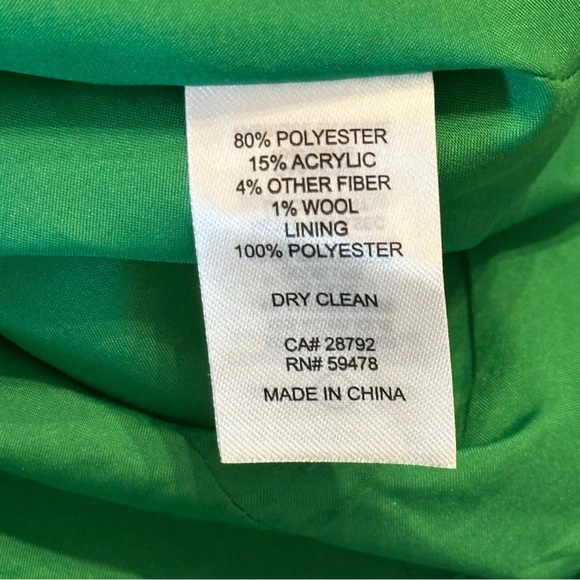 80% POLYESTER
15% ACRYLIC
4% OTHER FIBER
1% WOOL
LINING
100% POLYESTER
DRY CLEAN
CA# 28792
RN# 59478
MADE IN CHINA